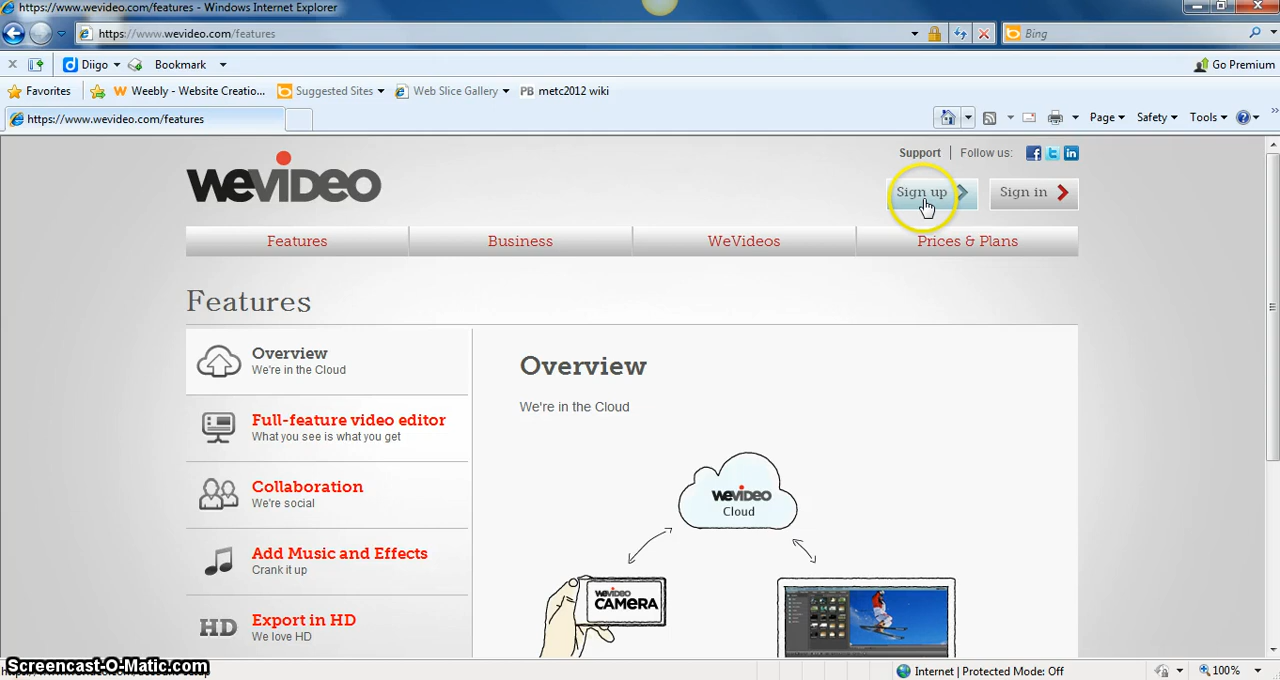 https://www.wevideo.com/features - Windows Internet Explorer
https://www.wevideo.com/features
Bing
Diigo
Bookmark
Go Premium
Favorites
Weebly - Website Creatio...
Suggested Sites
Web Slice Gallery
PB metc2012 wiki
https://www.wevideo.com/features
Page
Safety
Tools
Support
Follow us:
wevideo
Sign up
Sign in
Features
Business
WeVideos
Prices & Plans
Features
Overview
We're in the Cloud
Full-feature video editor
What you see is what you get
Collaboration
We're social
Add Music and Effects
Crank it up
HD
Export in HD
We love HD
Overview
We're in the Cloud
wevideo
Cloud
wevideo
CAMERA
Screencast-O-Matic.com
Internet | Protected Mode: Off
100%